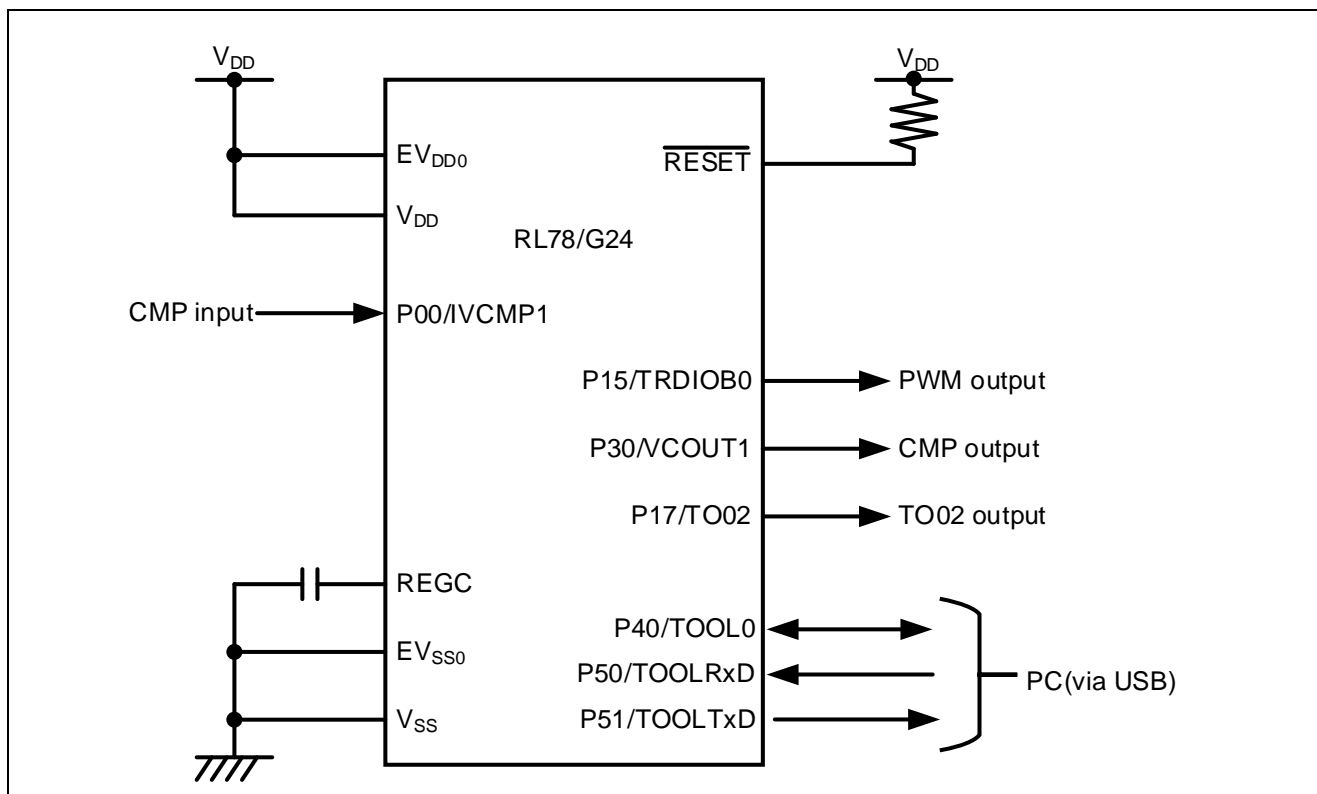 VDD
VDD
EVDD0
RESET
VDD
RL78/G24
CMP input
P00/IVCMP1
P15/TRDIOB0
PWM output
P30/VCOUT1
CMP output
P17/TO02
TO02 output
REGC
P40/TOOL0
EVSS0
P50/TOOLRxD
PC(via USB)
VSS
P51/TOOLTxD